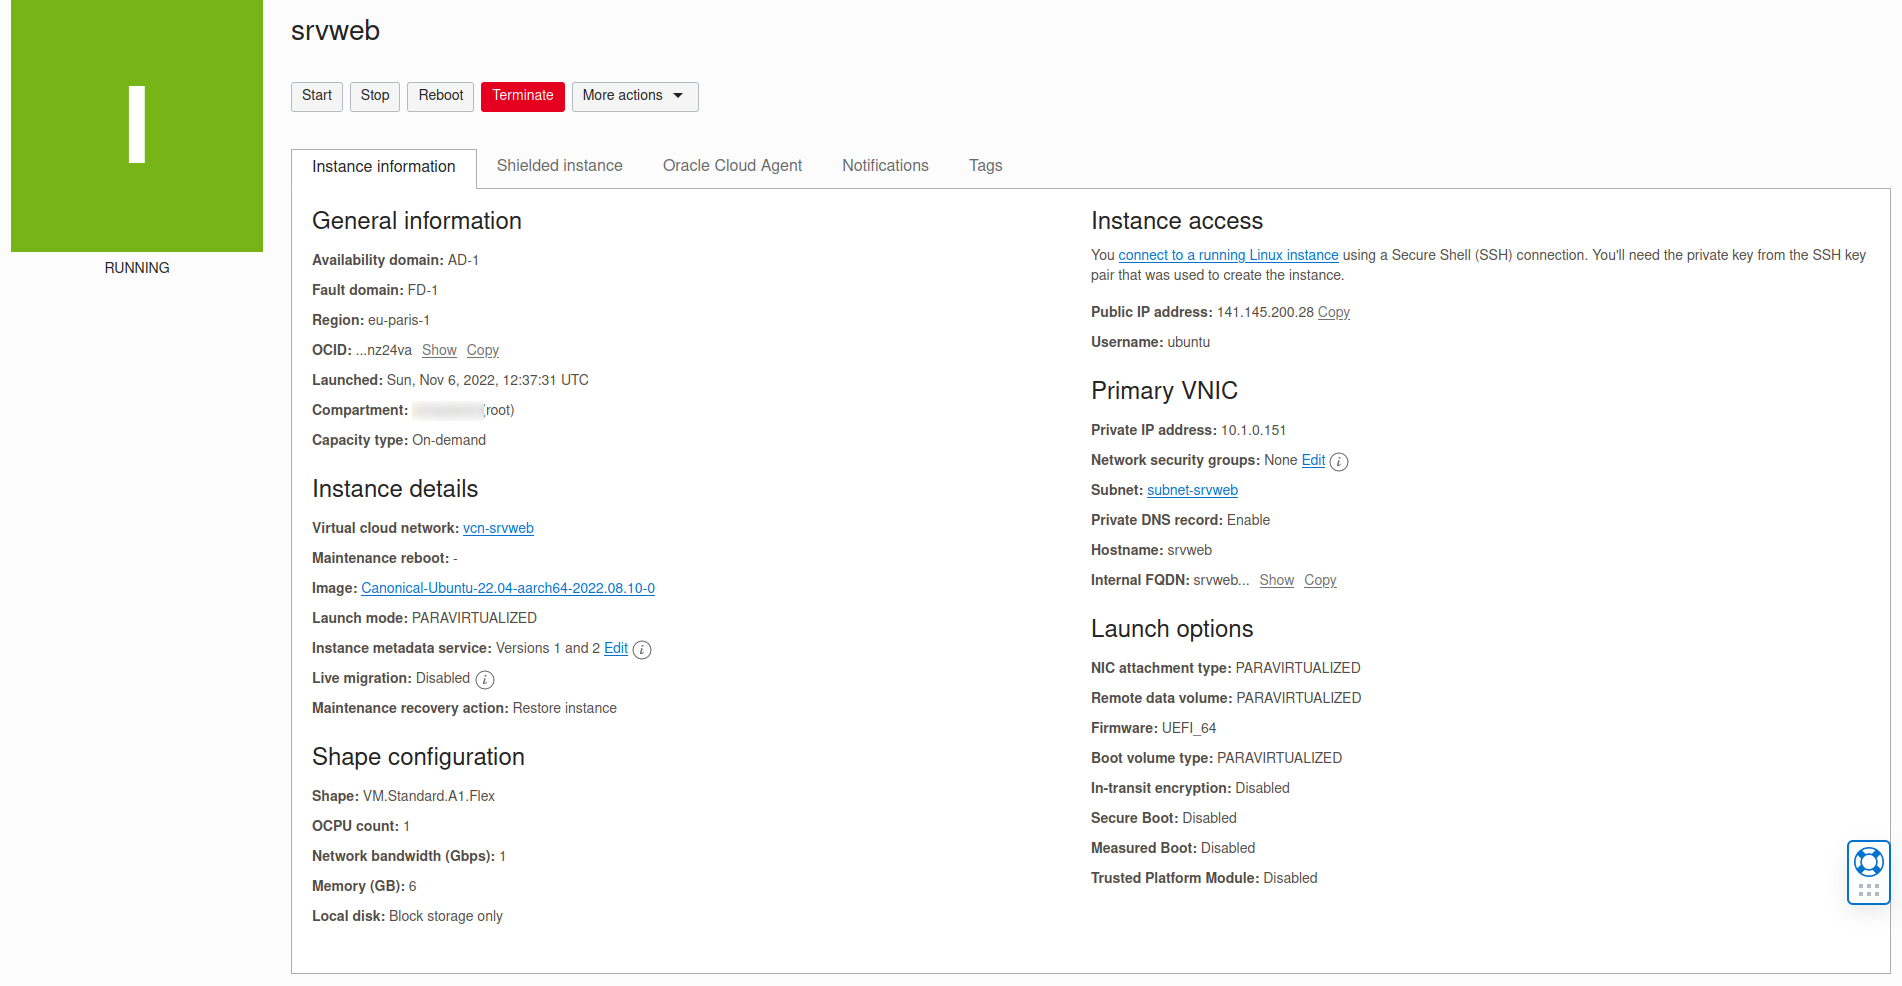 srvweb
Start Stop Reboot Terminate More actions
I
RUNNING
Instance information Shielded instance Oracle Cloud Agent Notifications Tags
General information
Availability domain: AD-1
Fault domain: FD-1
Region: eu-paris-1
OCID: ...nz24va Show Copy
Launched: Sun, Nov 6, 2022, 12:37:31 UTC
Compartment: (root)
Capacity type: On-demand
Instance details
Virtual cloud network: vcn-srvweb
Maintenance reboot: -
Image: Canonical-Ubuntu-22.04-aarch64-2022.08.10-0
Launch mode: PARAVIRTUALIZED
Instance metadata service: Versions 1 and 2 Edit i
Live migration: Disabled i
Maintenance recovery action: Restore instance
Shape configuration
Shape: VM.Standard.A1.Flex
OCPU count: 1
Network bandwidth (Gbps): 1
Memory (GB): 6
Local disk: Block storage only
Instance access
You connect to a running Linux instance using a Secure Shell (SSH) connection. You'll need the private key from the SSH key
pair that was used to create the instance.
Public IP address: 141.145.200.28 Copy
Username: ubuntu
Primary VNIC
Private IP address: 10.1.0.151
Network security groups: None Edit i
Subnet: subnet-srvweb
Private DNS record: Enable
Hostname: srvweb
Internal FQDN: srvweb... Show Copy
Launch options
NIC attachment type: PARAVIRTUALIZED
Remote data volume: PARAVIRTUALIZED
Firmware: UEFI_64
Boot volume type: PARAVIRTUALIZED
In-transit encryption: Disabled
Secure Boot: Disabled
Measured Boot: Disabled
Trusted Platform Module: Disabled